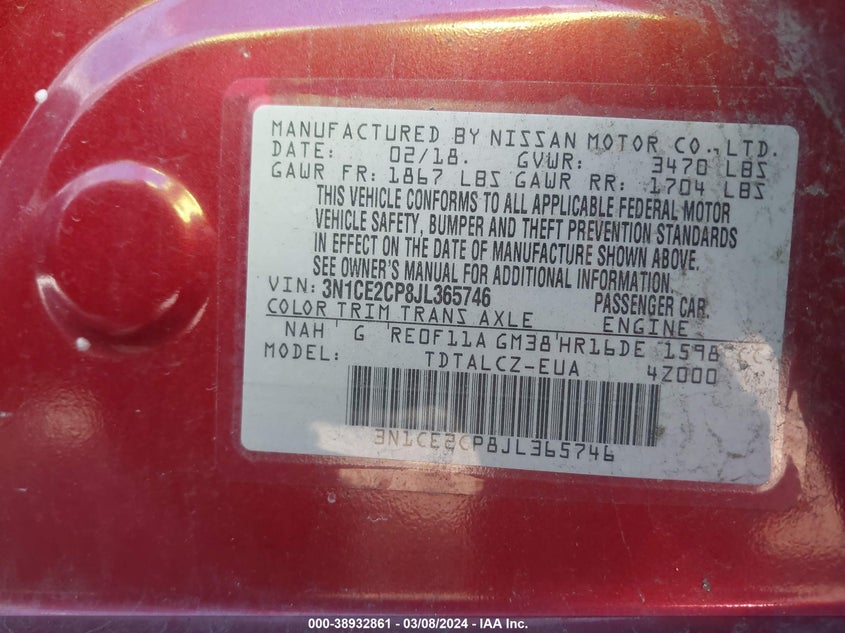 MANUFACTURED BY NISSAN MOTOR CO., LTD.
DATE: 02/18. GVWR: 3470 LBS
GAWR FR: 1867 LBS GAWR RR: 1704 LBS
THIS VEHICLE CONFORMS TO ALL APPLICABLE FEDERAL MOTOR
VEHICLE SAFETY, BUMPER AND THEFT PREVENTION STANDARDS
IN EFFECT ON THE DATE OF MANUFACTURE SHOWN ABOVE.
SEE OWNER'S MANUAL FOR ADDITIONAL INFORMATION.
VIN: 3N1CE2CP8JL365746 PASSENGER CAR.
COLOR TRIM TRANS AXLE ENGINE
NAH G RE0F11A GM38 HR16DE 1598
MODEL: TDTALCZ-EUA 4Z000
3N1CE2CP8JL365746
000-38932861 - 03/08/2024 - IAA Inc.